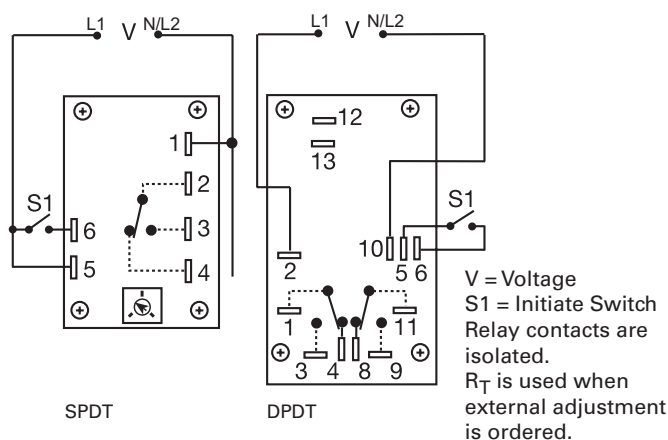 L1 V N/L2
L1 V N/L2
1
2
3
4
S1
6
5
12
13
S1
2
10
5 6
1
11
3 4 8 9
V = Voltage
S1 = Initiate Switch
Relay contacts are
isolated.
RT is used when
external adjustment
is ordered.
SPDT
DPDT